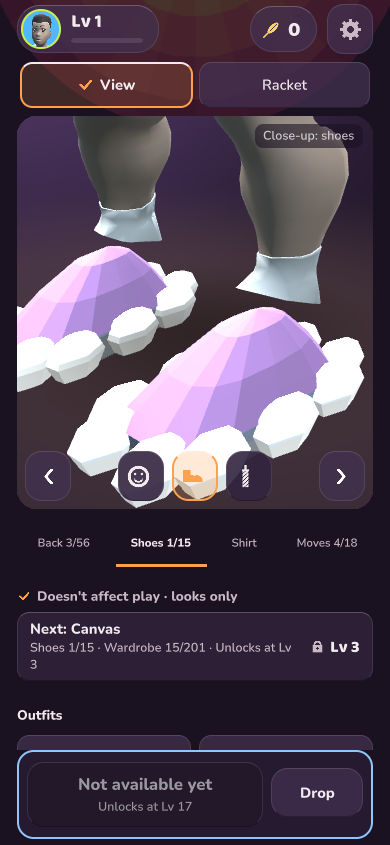 Lv 1
0
View
Racket
Close-up: shoes
Back 3/56
Shoes 1/15
Shirt
Moves 4/18
Doesn't affect play · looks only
Next: Canvas
Shoes 1/15 · Wardrobe 15/201 · Unlocks at Lv
3
Lv 3
Outfits
Not available yet
Unlocks at Lv 17
Drop